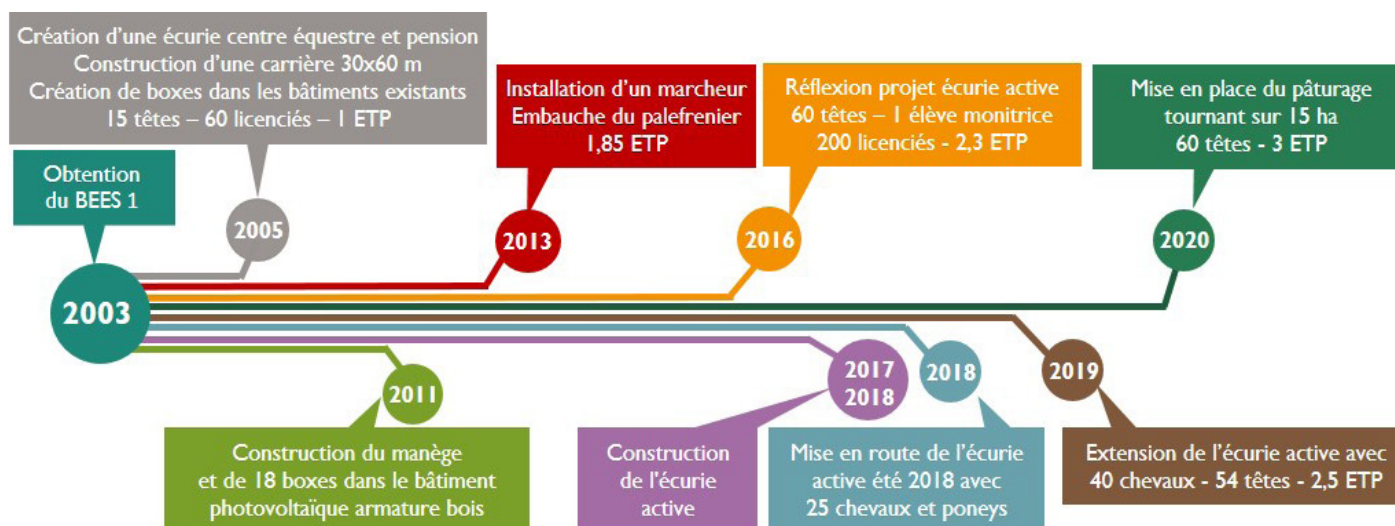 Création d’une écurie centre équestre et pension
Construction d’une carrière 30x60 m
Création de boxes dans les bâtiments existants
15 têtes – 60 licenciés – 1 ETP
Installation d’un marcheur
Embauche du palefrenier
1,85 ETP
Réflexion projet écurie active
60 têtes – 1 élève monitrice
200 licenciés - 2,3 ETP
Mise en place du pâturage
tournant sur 15 ha
60 têtes - 3 ETP
Obtention
du BEES 1
2005
2013
2016
2020
2003
2011
2017
2018
2018
2019
Construction du manège
et de 18 boxes dans le bâtiment
photovoltaïque armature bois
Construction
de l'écurie
active
Mise en route de l’écurie
active été 2018 avec
25 chevaux et poneys
Extension de l’écurie active avec
40 chevaux - 54 têtes - 2,5 ETP